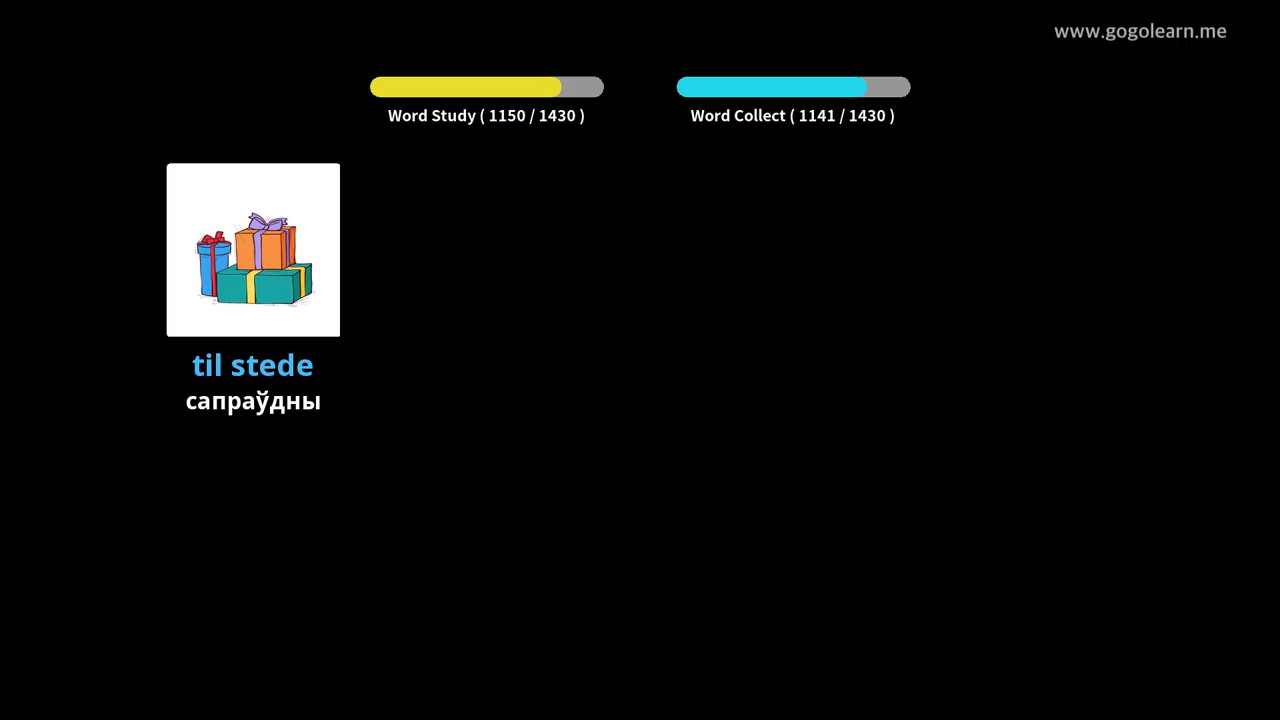 www.gogolearn.me
Word Study ( 1150 / 1430 )
Word Collect ( 1141 / 1430 )
til stede
сапраўдны